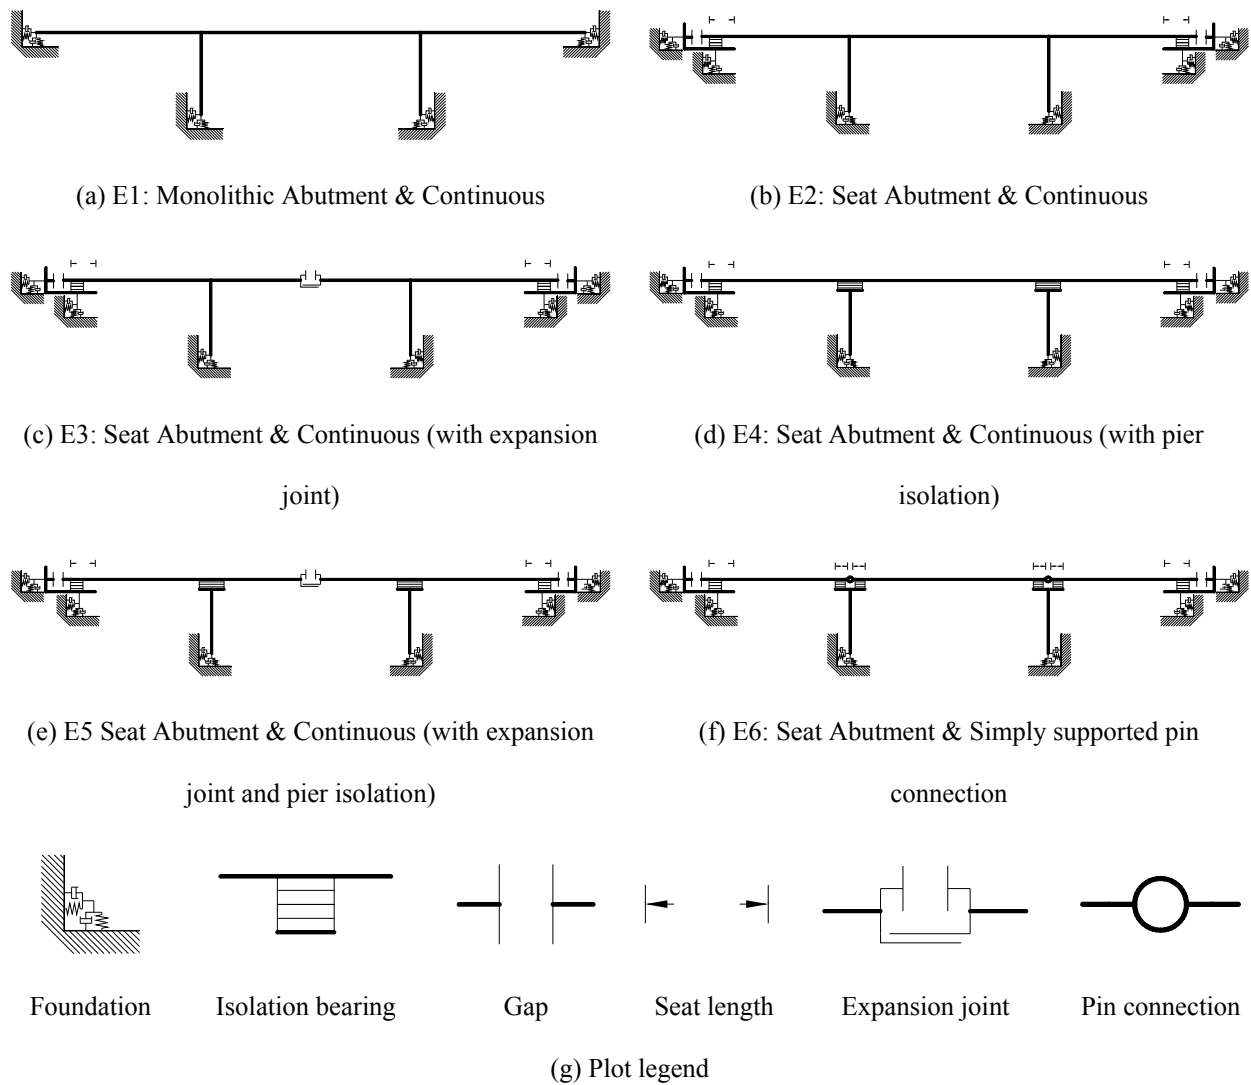 (a) E1: Monolithic Abutment & Continuous
(b) E2: Seat Abutment & Continuous
(c) E3: Seat Abutment & Continuous (with expansion
joint)
(d) E4: Seat Abutment & Continuous (with pier
isolation)
(e) E5 Seat Abutment & Continuous (with expansion
joint and pier isolation)
(f) E6: Seat Abutment & Simply supported pin
connection
Foundation
Isolation bearing
Gap
Seat length
Expansion joint
Pin connection
(g) Plot legend